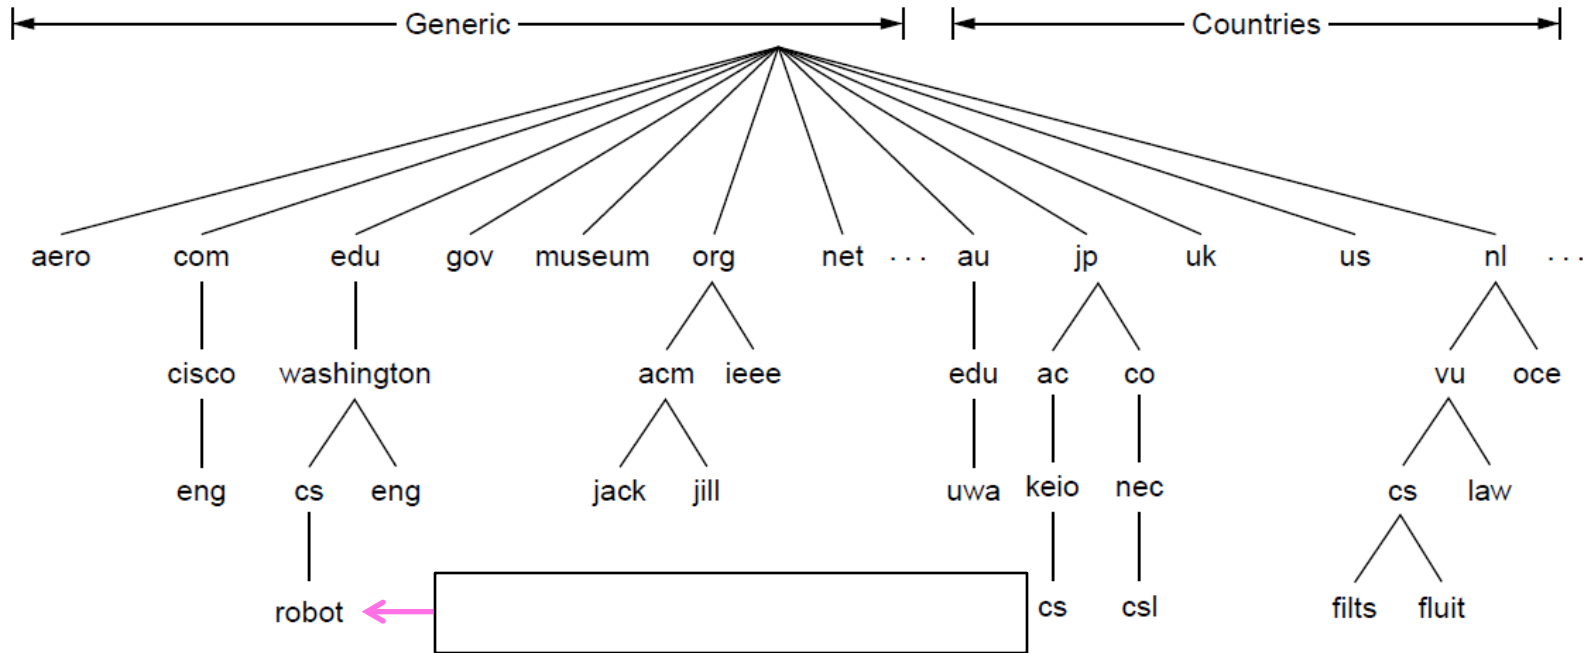 Generic Countries
aero com edu gov museum org net ... au jp uk us nl ...
cisco washington acm ieee edu ac co vu oce
eng cs eng jack jill uwa keio nec cs law
robot cs csl filts fluit